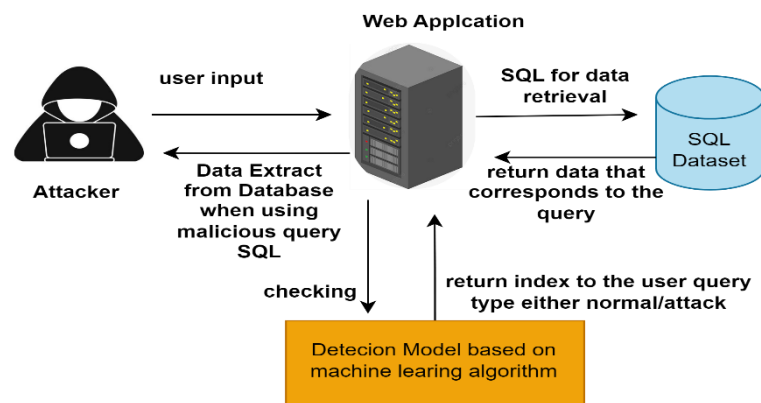 Web Applcation
user input
SQL for data
retrieval
SQL
Dataset
Attacker
Data Extract
from Database
when using
malicious query
SQL
return data that
corresponds to the
query
checking
return index to the user query
type either normal/attack
Detecion Model based on
machine learing algorithm